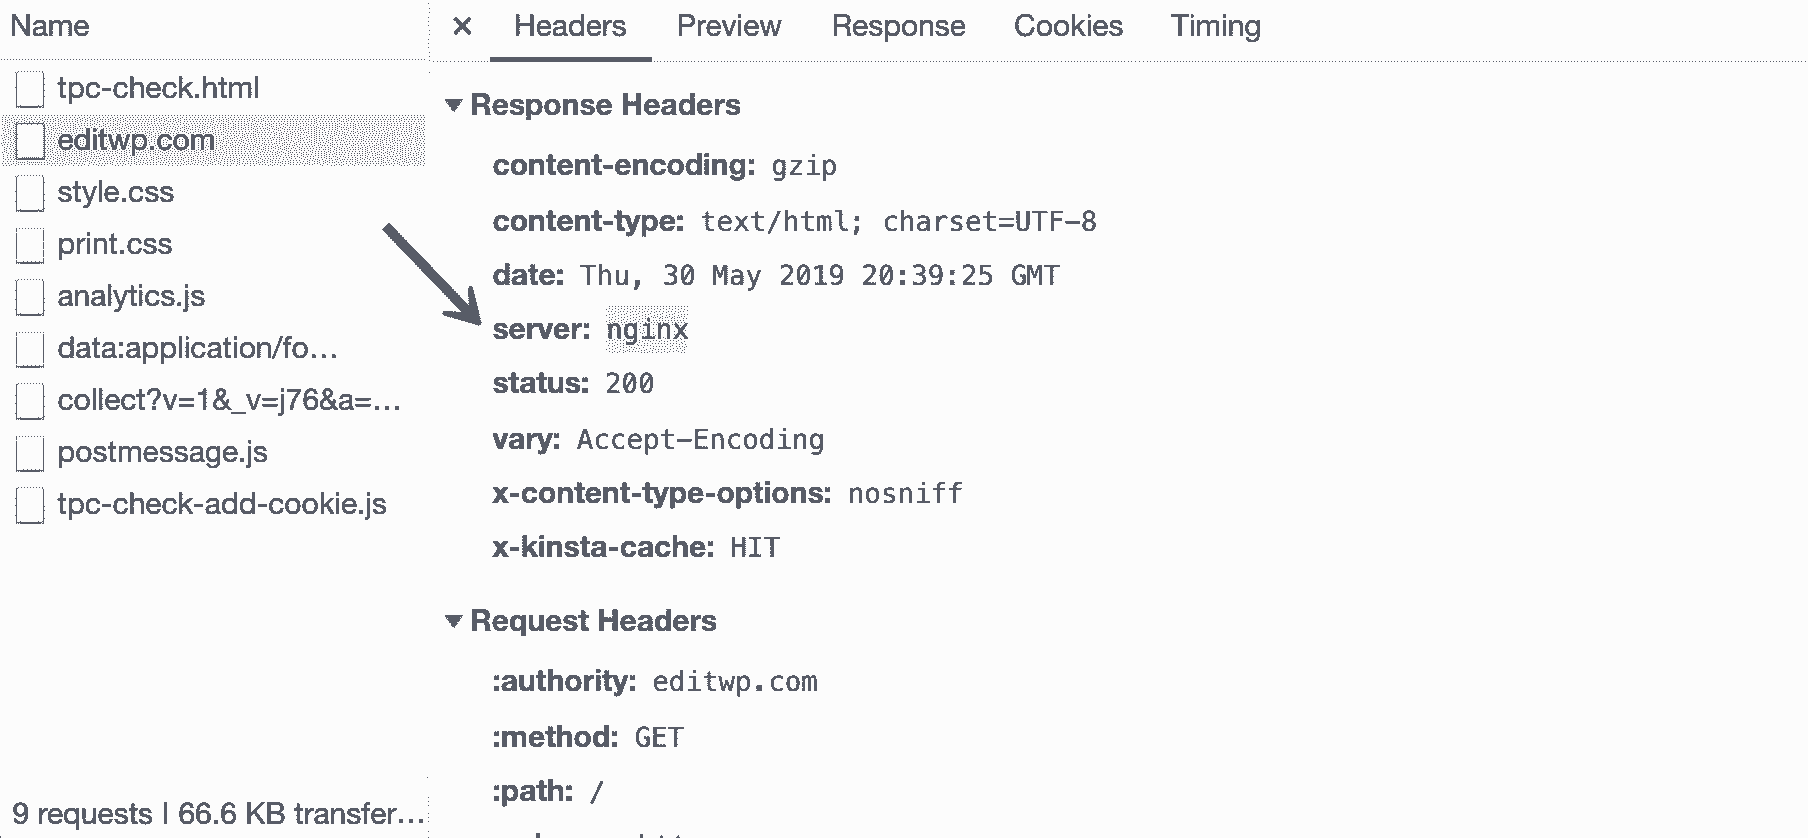 Name
tpc-check.html
editwp.com
style.css
print.css
analytics.js
data:application/fo…
collect?v=1&_v=j76&a=…
postmessage.js
tpc-check-add-cookie.js
9 requests | 66.6 KB transfer…
× Headers Preview Response Cookies Timing
▼ Response Headers
content-encoding: gzip
content-type: text/html; charset=UTF-8
date: Thu, 30 May 2019 20:39:25 GMT
server: nginx
status: 200
vary: Accept-Encoding
x-content-type-options: nosniff
x-kinsta-cache: HIT
▼ Request Headers
:authority: editwp.com
:method: GET
:path: /